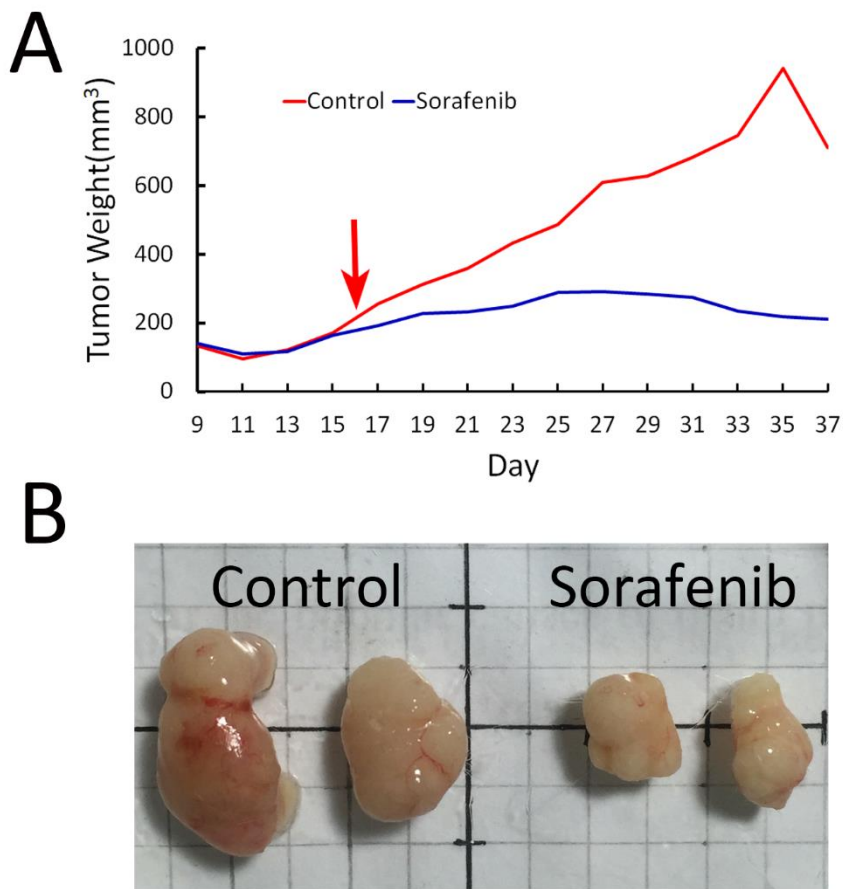 A
Tumor Weight(mm³)
1000
800
600
400
200
0
Control
Sorafenib
9 11 13 15 17 19 21 23 25 27 29 31 33 35 37
Day
B
Control
Sorafenib